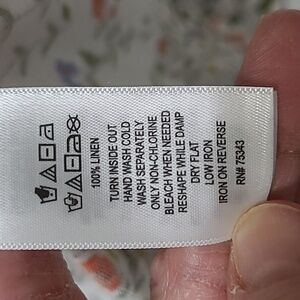 100% LINEN
TURN INSIDE OUT
HAND WASH COLD
WASH SEPARATELY
ONLY NON-CHLORINE
BLEACH WHEN NEEDED
RESHAPE WHILE DAMP
DRY FLAT
LOW IRON
IRON ON REVERSE
RN# 75343